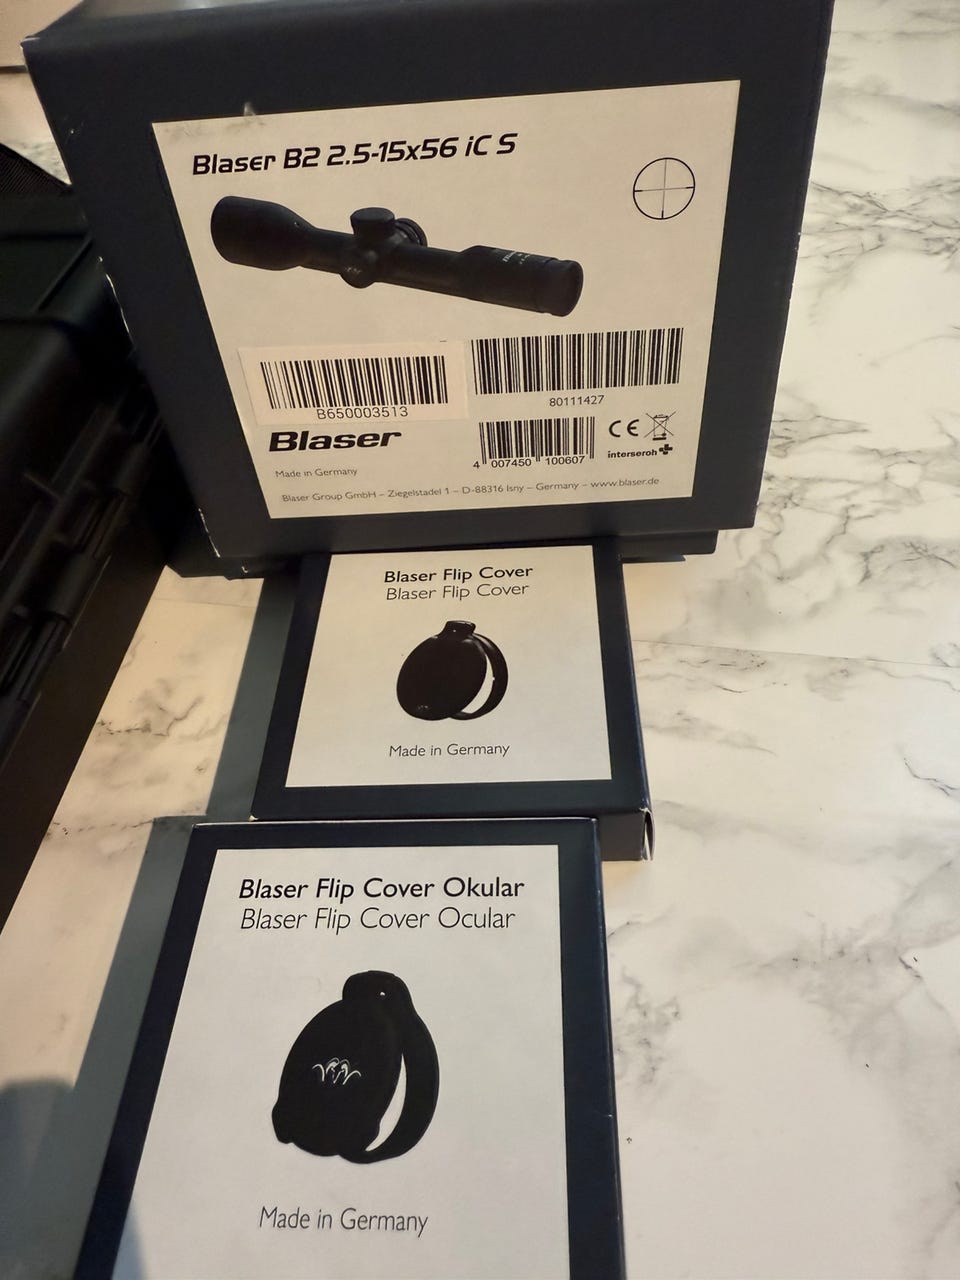 Blaser B2 2.5-15x56 iC S
B650003513
80111427
Blaser
4 007450 100607
CE
interseroh
Made in Germany
Blaser Group GmbH – Ziegelstadel 1 – D-88316 Isny – Germany – www.blaser.de
Blaser Flip Cover
Blaser Flip Cover
Made in Germany
Blaser Flip Cover Okular
Blaser Flip Cover Ocular
Made in Germany